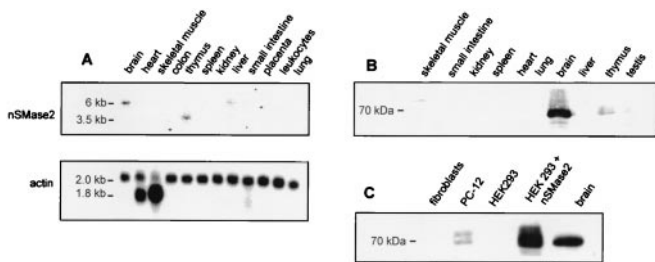 A
brain
heart
skeletal muscle
colon
thymus
spleen
kidney
liver
small intestine
placenta
leukocytes
lung
nSMase2
6 kb –
3.5 kb –
actin
2.0 kb –
1.8 kb –
B
skeletal muscle
small intestine
kidney
spleen
heart
lung
brain
liver
thymus
testis
70 kDa –
C
fibroblasts
PC-12
HEK293
HEK 293 +
nSMase2
brain
70 kDa –